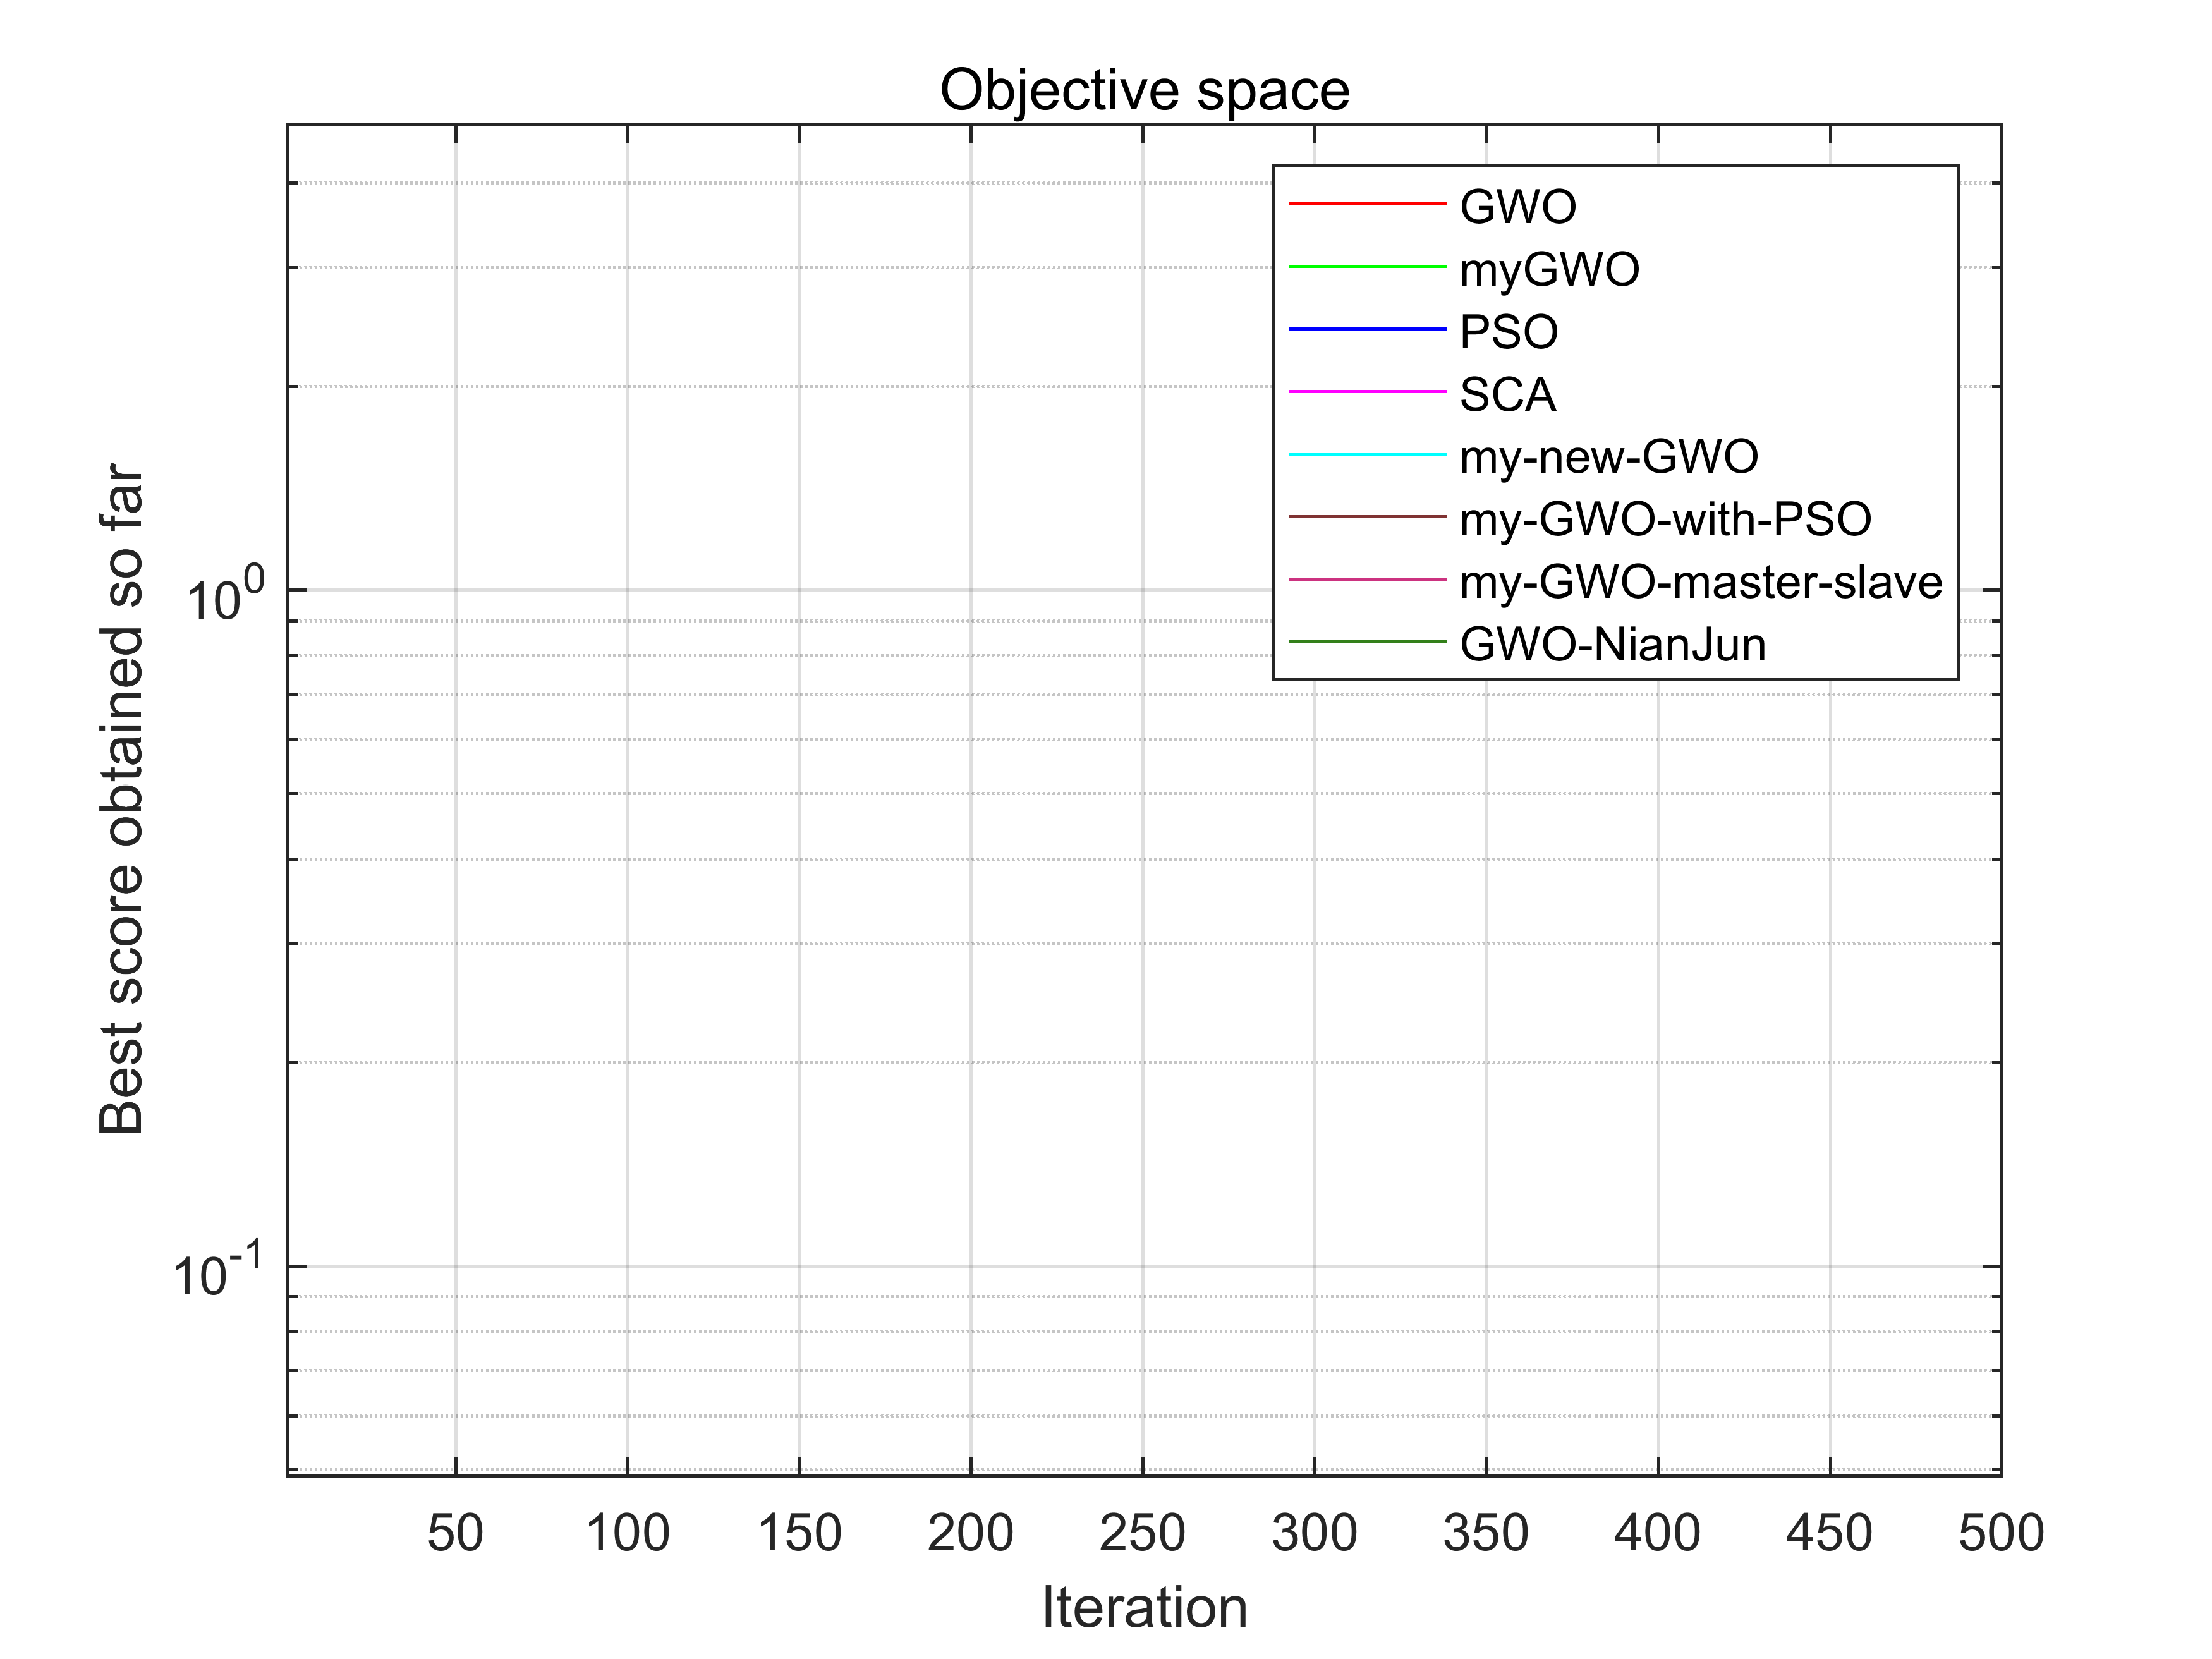 Objective space
GWO
myGWO
PSO
SCA
my-new-GWO
my-GWO-with-PSO
my-GWO-master-slave
GWO-NianJun
Best score obtained so far
10^0
10^-1
50 100 150 200 250 300 350 400 450 500
Iteration